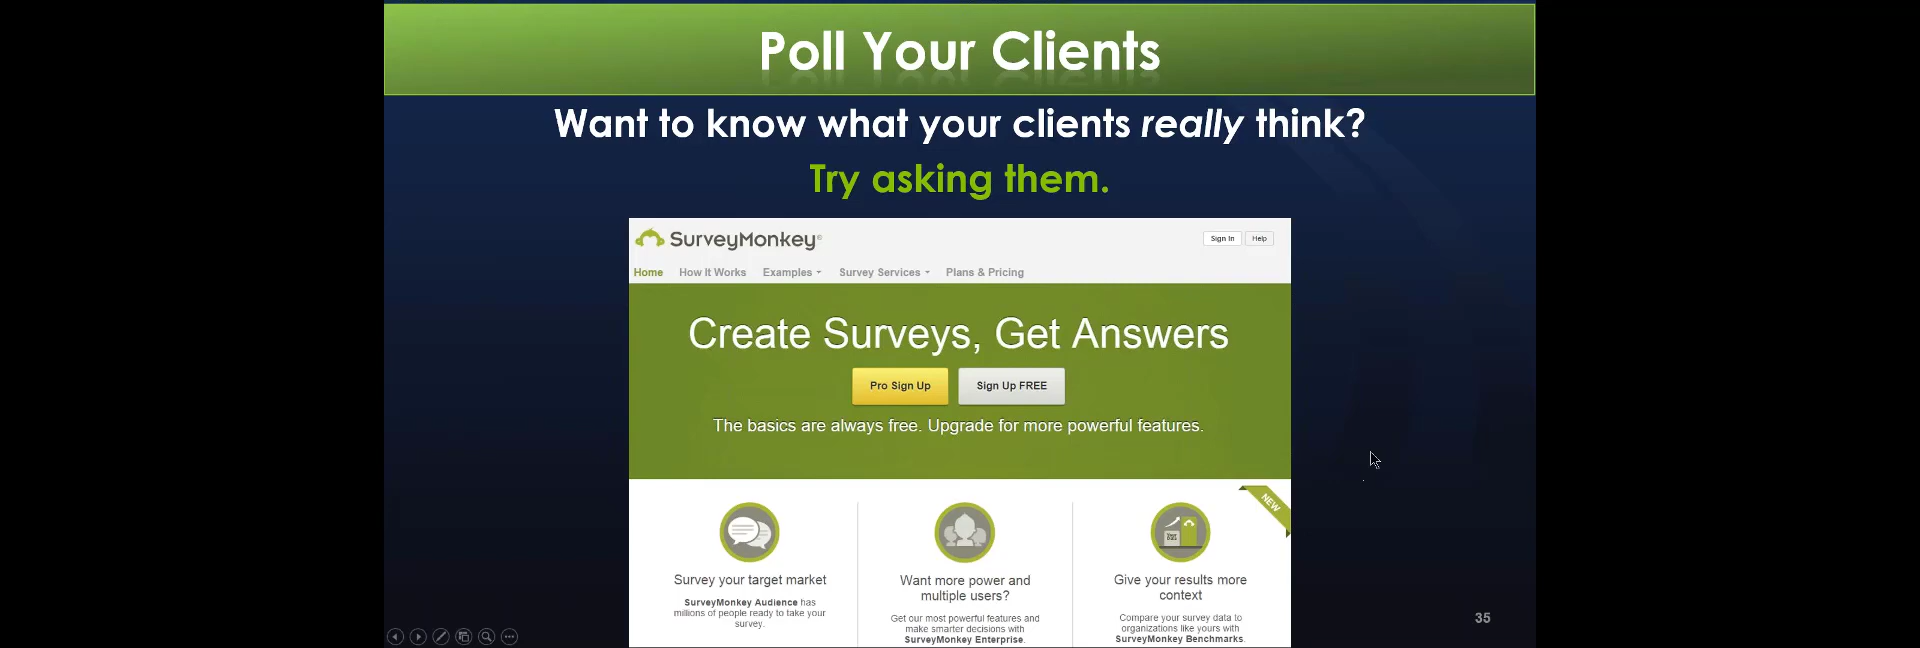 Poll Your Clients
Want to know what your clients really think?
Try asking them.
SurveyMonkey®
Sign In
Help
Home
How It Works
Examples
Survey Services
Plans & Pricing
Create Surveys, Get Answers
Pro Sign Up
Sign Up FREE
The basics are always free. Upgrade for more powerful features.
NEW
Survey your target market
SurveyMonkey Audience has
millions of people ready to take your
survey.
Want more power and
multiple users?
Get our most powerful features and
make smarter decisions with
SurveyMonkey Enterprise.
Give your results more
context
Compare your survey data to
organizations like yours with
SurveyMonkey Benchmarks.
35